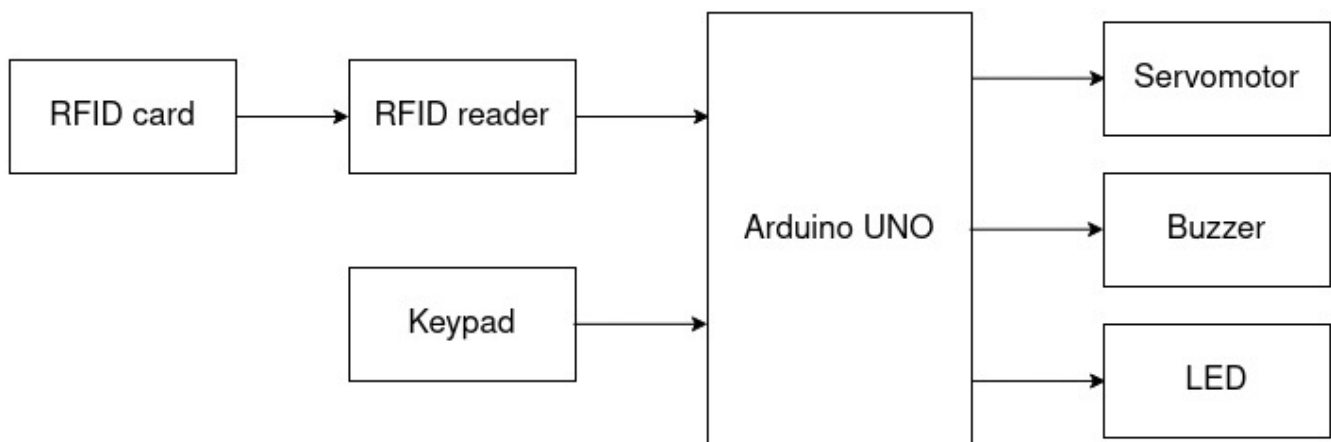 RFID card
RFID reader
Keypad
Arduino UNO
Servomotor
Buzzer
LED